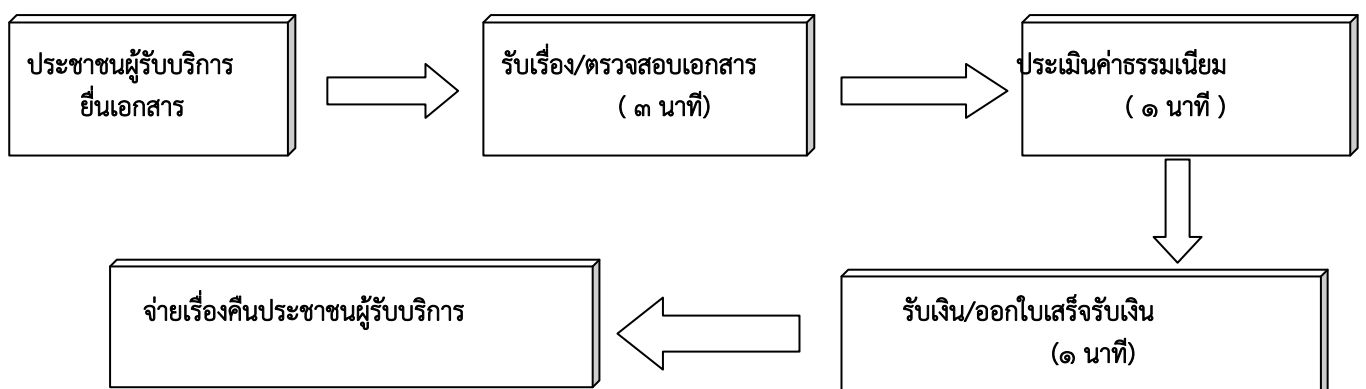 ประชาชนผู้รับบริการ
ยื่นเอกสาร
รับเรื่อง/ตรวจสอบเอกสาร
( ๓ นาที)
ประเมินค่าธรรมเนียม
( ๑ นาที )
รับเงิน/ออกใบเสร็จรับเงิน
(๑ นาที)
จ่ายเรื่องคืนประชาชนผู้รับบริการ